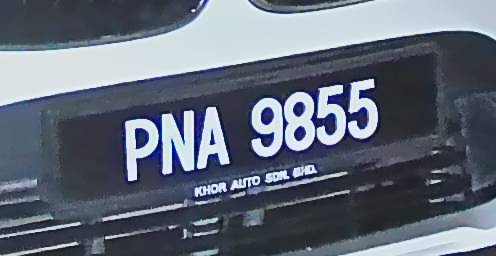 PNA 9855
KHOR AUTO SDN. BHD.